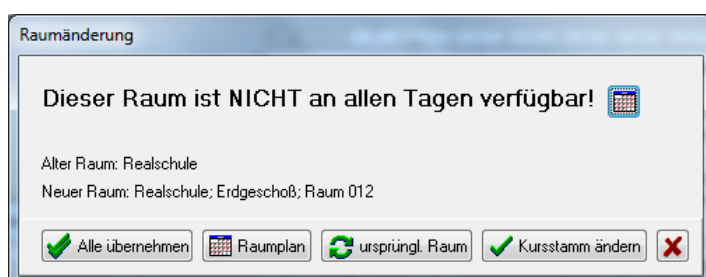 Raumänderung
Dieser Raum ist NICHT an allen Tagen verfügbar!
Alter Raum: Realschule
Neuer Raum: Realschule; Erdgeschoß; Raum 012
Alle übernehmen Raumplan ursprüngl. Raum Kursstamm ändern